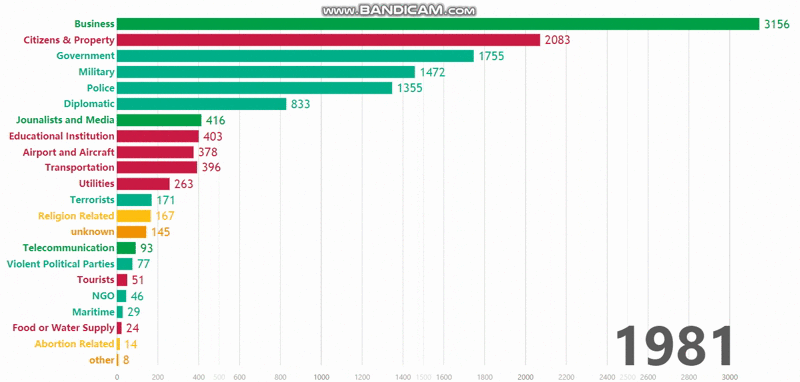 www.BANDICAM.com
Business 3156
Citizens & Property 2083
Government 1755
Military 1472
Police 1355
Diplomatic 833
Jounalists and Media 416
Educational Institution 403
Airport and Aircraft 378
Transportation 396
Utilities 263
Terrorists 171
Religion Related 167
unknown 145
Telecommunication 93
Violent Political Parties 77
Tourists 51
NGO 46
Maritime 29
Food or Water Supply 24
Abortion Related 14
other 8
1981
0 200 400 500 600 800 1000 1200 1400 1500 1600 1800 2000 2200 2400 2500 2600 2800 3000